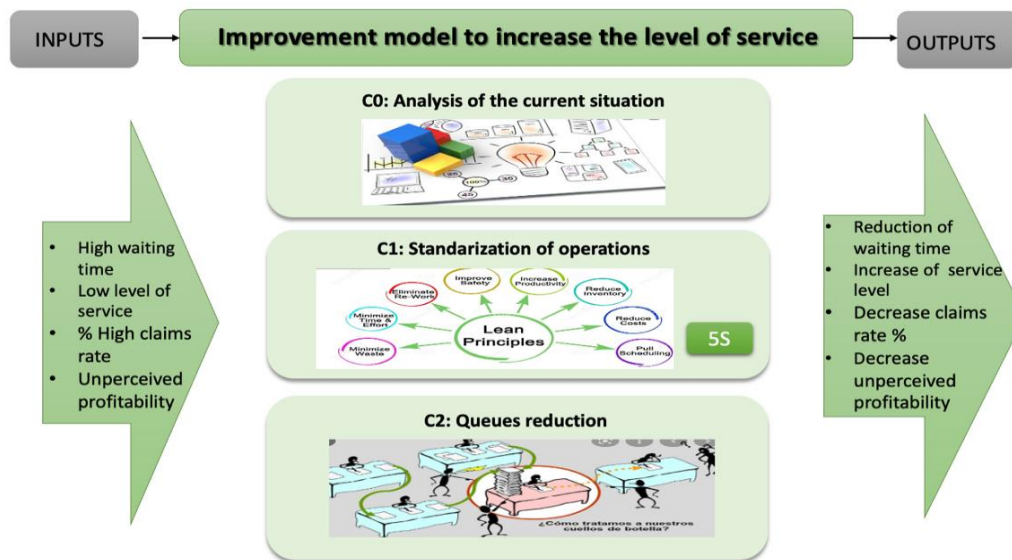 INPUTS
Improvement model to increase the level of service
OUTPUTS
C0: Analysis of the current situation
100%
30
45
• High waiting
time
• Low level of
service
• % High claims
rate
• Unperceived
profitability
C1: Standarization of operations
Improve
Safety
Increase
Productivity
Eliminate
Re-Work
Reduce
Inventory
Minimize
Time &
Effort
Lean
Principles
Reduce
Costs
Minimize
Waste
Pull
Scheduling
5S
C2: Queues reduction
¿Cómo tratamos a nuestros
cuellos de botella?
• Reduction of
waiting time
• Increase of service
level
• Decrease claims
rate %
• Decrease
unperceived
profitability